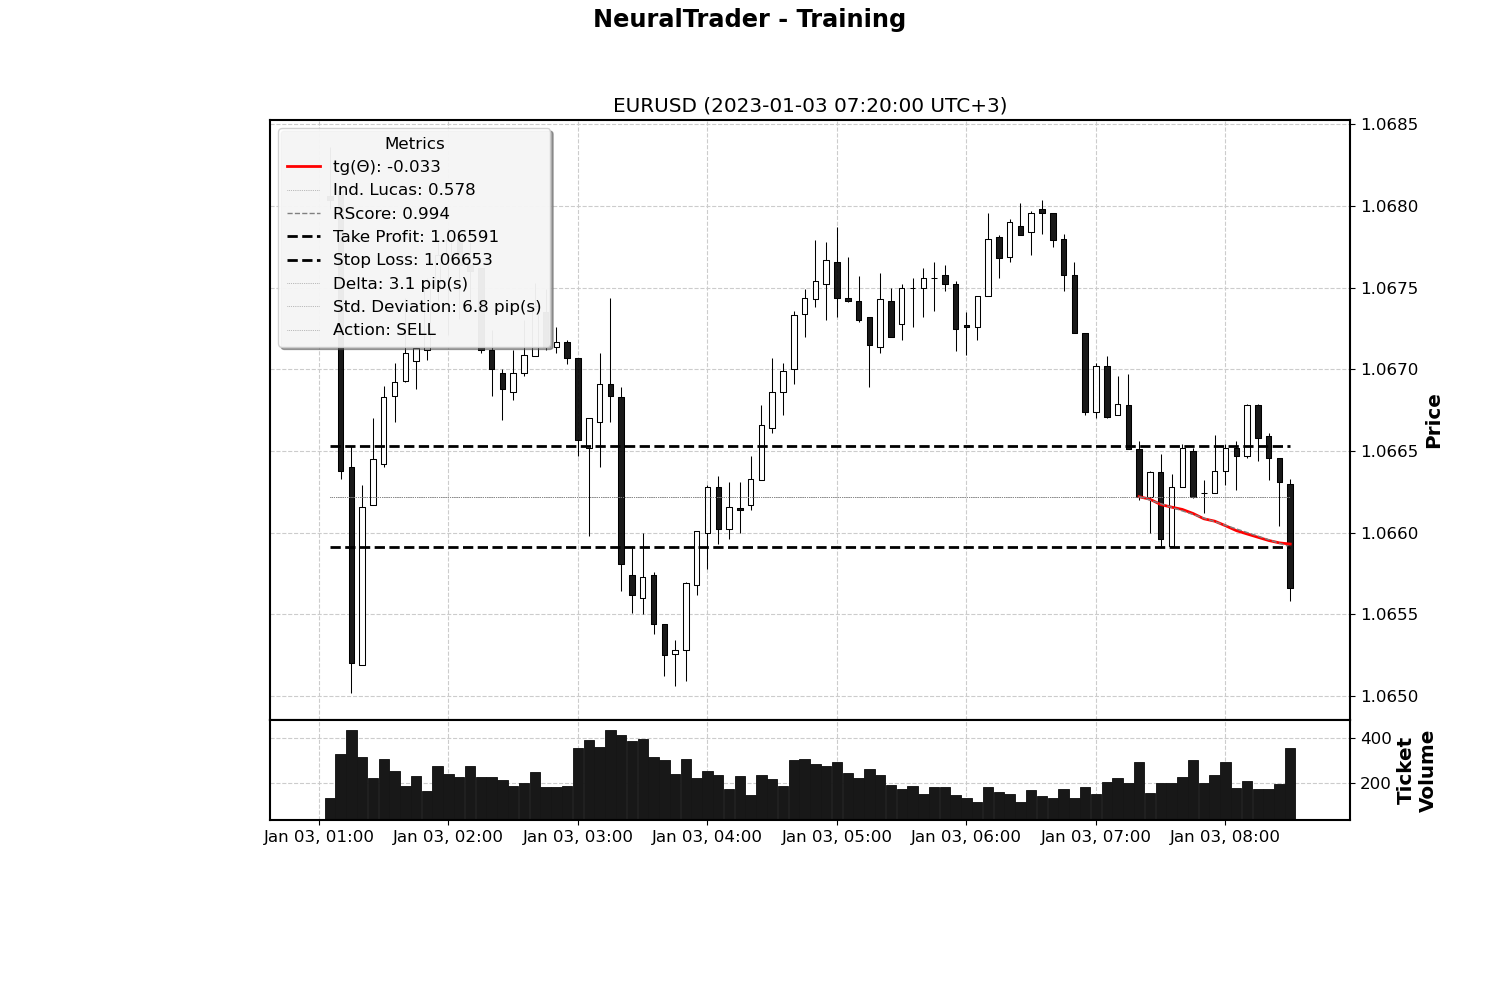 NeuralTrader - Training
EURUSD (2023-01-03 07:20:00 UTC+3)
Metrics
tg(Θ): -0.033
Ind. Lucas: 0.578
RScore: 0.994
Take Profit: 1.06591
Stop Loss: 1.06653
Delta: 3.1 pip(s)
Std. Deviation: 6.8 pip(s)
Action: SELL
1.0685
1.0680
1.0675
1.0670
1.0665
1.0660
1.0655
1.0650
Price
400
200
Ticket
Volume
Jan 03, 01:00
Jan 03, 02:00
Jan 03, 03:00
Jan 03, 04:00
Jan 03, 05:00
Jan 03, 06:00
Jan 03, 07:00
Jan 03, 08:00